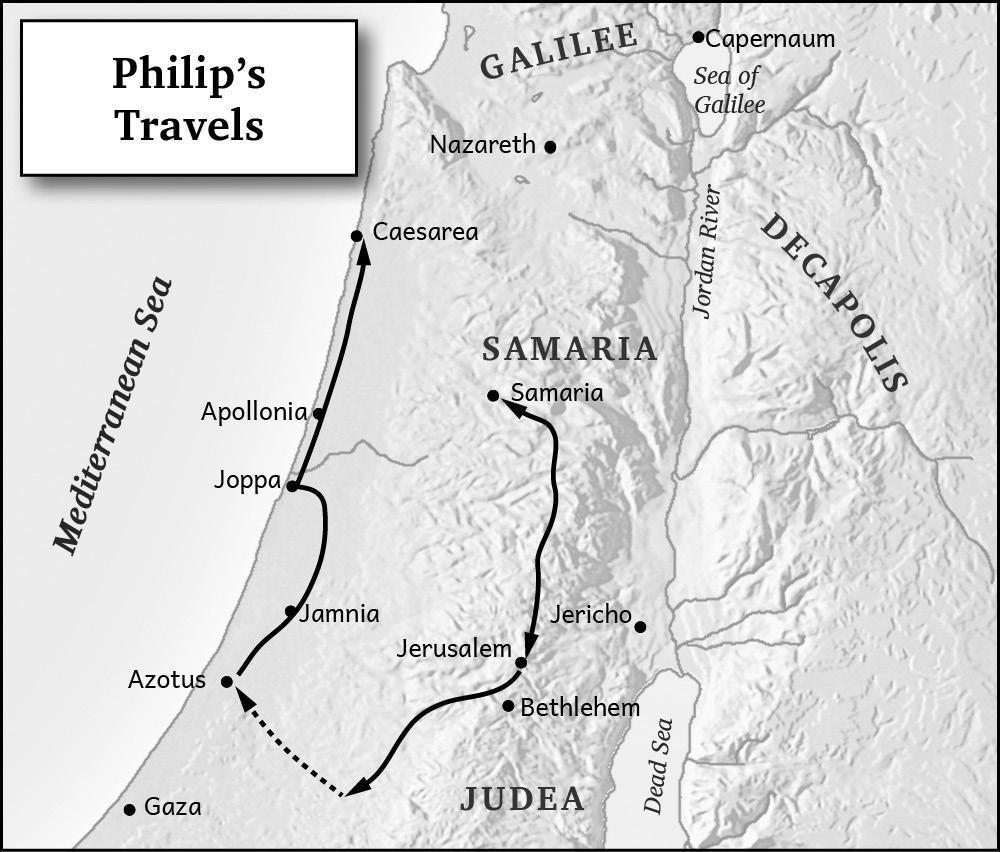 Philip's
Travels
GALILEE
Capernaum
Sea of
Galilee
Nazareth
Caesarea
Jordan River
DECAPOLIS
Mediterranean Sea
SAMARIA
Samaria
Apollonia
Joppa
Jamnia
Jericho
Jerusalem
Azotus
Bethlehem
Dead Sea
JUDEA
Gaza